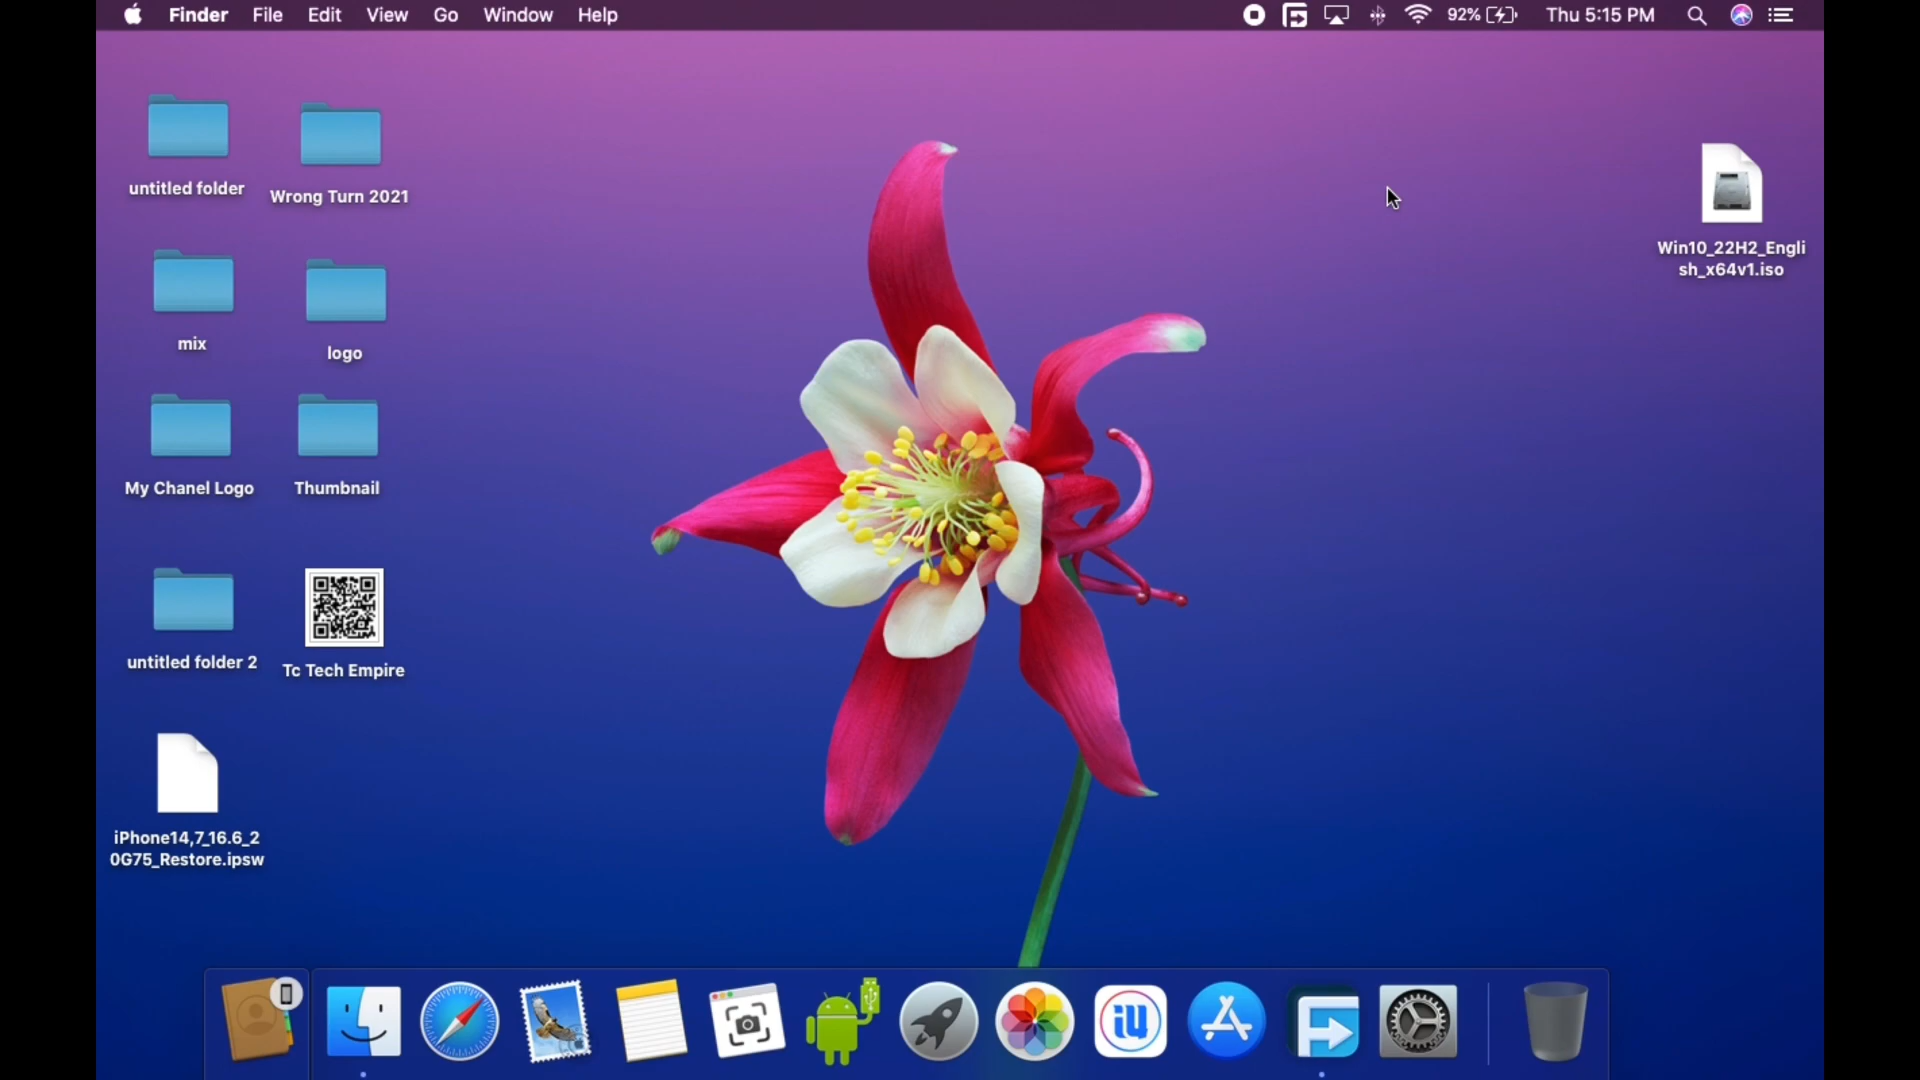 Finder File Edit View Go Window Help 92% Thu 5:15 PM
untitled folder
Wrong Turn 2021
Win10_22H2_Engli
sh_x64v1.iso
mix
logo
My Chanel Logo
Thumbnail
untitled folder 2
Tc Tech Empire
iPhone14,7_16.6_2
0G75_Restore.ipsw